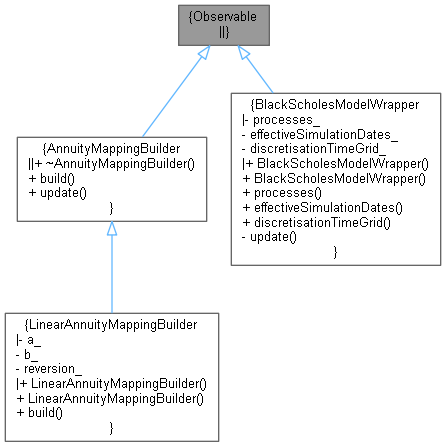 {Observable
||}
{AnnuityMappingBuilder
||+ ~AnnuityMappingBuilder()
+ build()
+ update()
}
{BlackScholesModelWrapper
|- processes_
- effectiveSimulationDates_
- discretisationTimeGrid_
|+ BlackScholesModelWrapper()
+ BlackScholesModelWrapper()
+ processes()
+ effectiveSimulationDates()
+ discretisationTimeGrid()
- update()
}
{LinearAnnuityMappingBuilder
|- a_
- b_
- reversion_
|+ LinearAnnuityMappingBuilder()
+ LinearAnnuityMappingBuilder()
+ build()
}